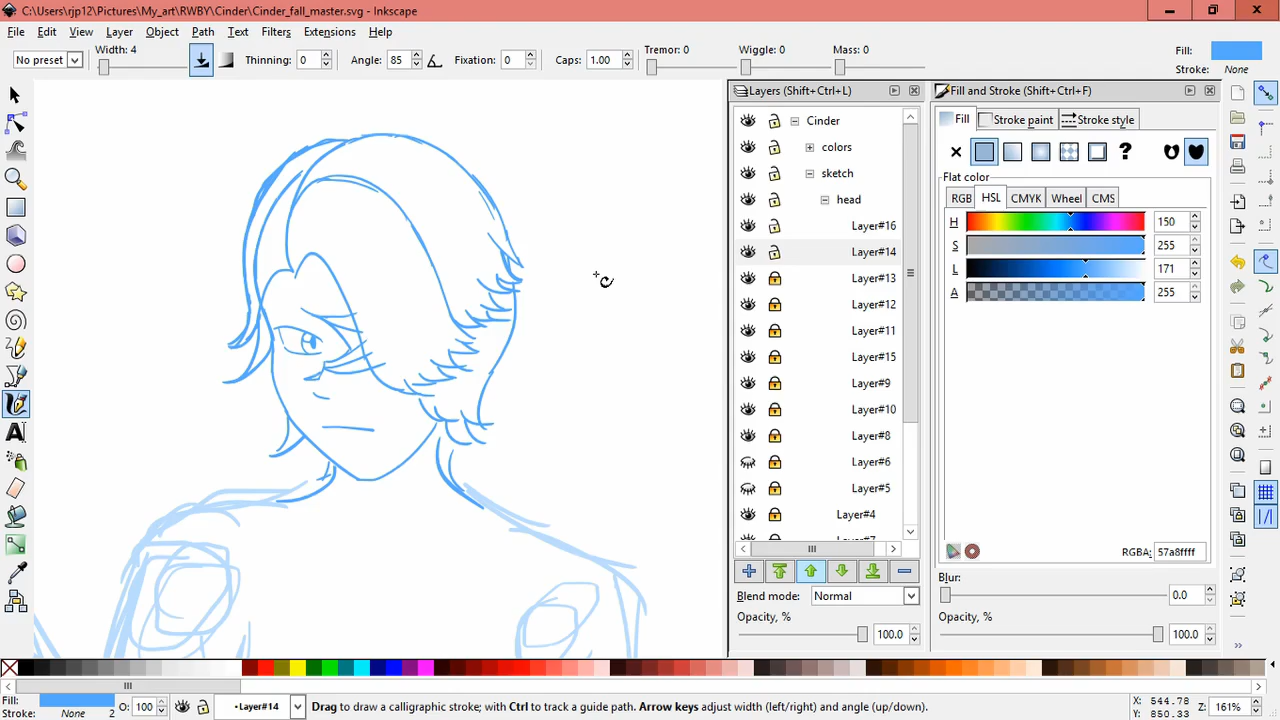 C:\Users\rjp12\Pictures\My_art\RWBY\Cinder\Cinder_fall_master.svg - Inkscape
File Edit View Layer Object Path Text Filters Extensions Help
No preset Width: 4 Thinning: 0 Angle: 85 Fixation: 0 Caps: 1.00 Tremor: 0 Wiggle: 0 Mass: 0 Fill:
Stroke: None
Layers (Shift+Ctrl+L)
Cinder
colors
sketch
head
Layer#16
Layer#14
Layer#13
Layer#12
Layer#11
Layer#15
Layer#9
Layer#10
Layer#8
Layer#6
Layer#5
Layer#4
Blend mode: Normal
Opacity, %
100.0
Fill and Stroke (Shift+Ctrl+F)
Fill Stroke paint Stroke style
?
Flat color
RGB HSL CMYK Wheel CMS
H 150
S 255
L 171
A 255
RGBA: 57a8ffff
Blur:
0.0
Opacity, %
100.0
Fill:
Stroke: None 2
O: 100
•Layer#14
Drag to draw a calligraphic stroke; with Ctrl to track a guide path. Arrow keys adjust width (left/right) and angle (up/down).
X: 544.78
Y: 850.33
Z: 161%